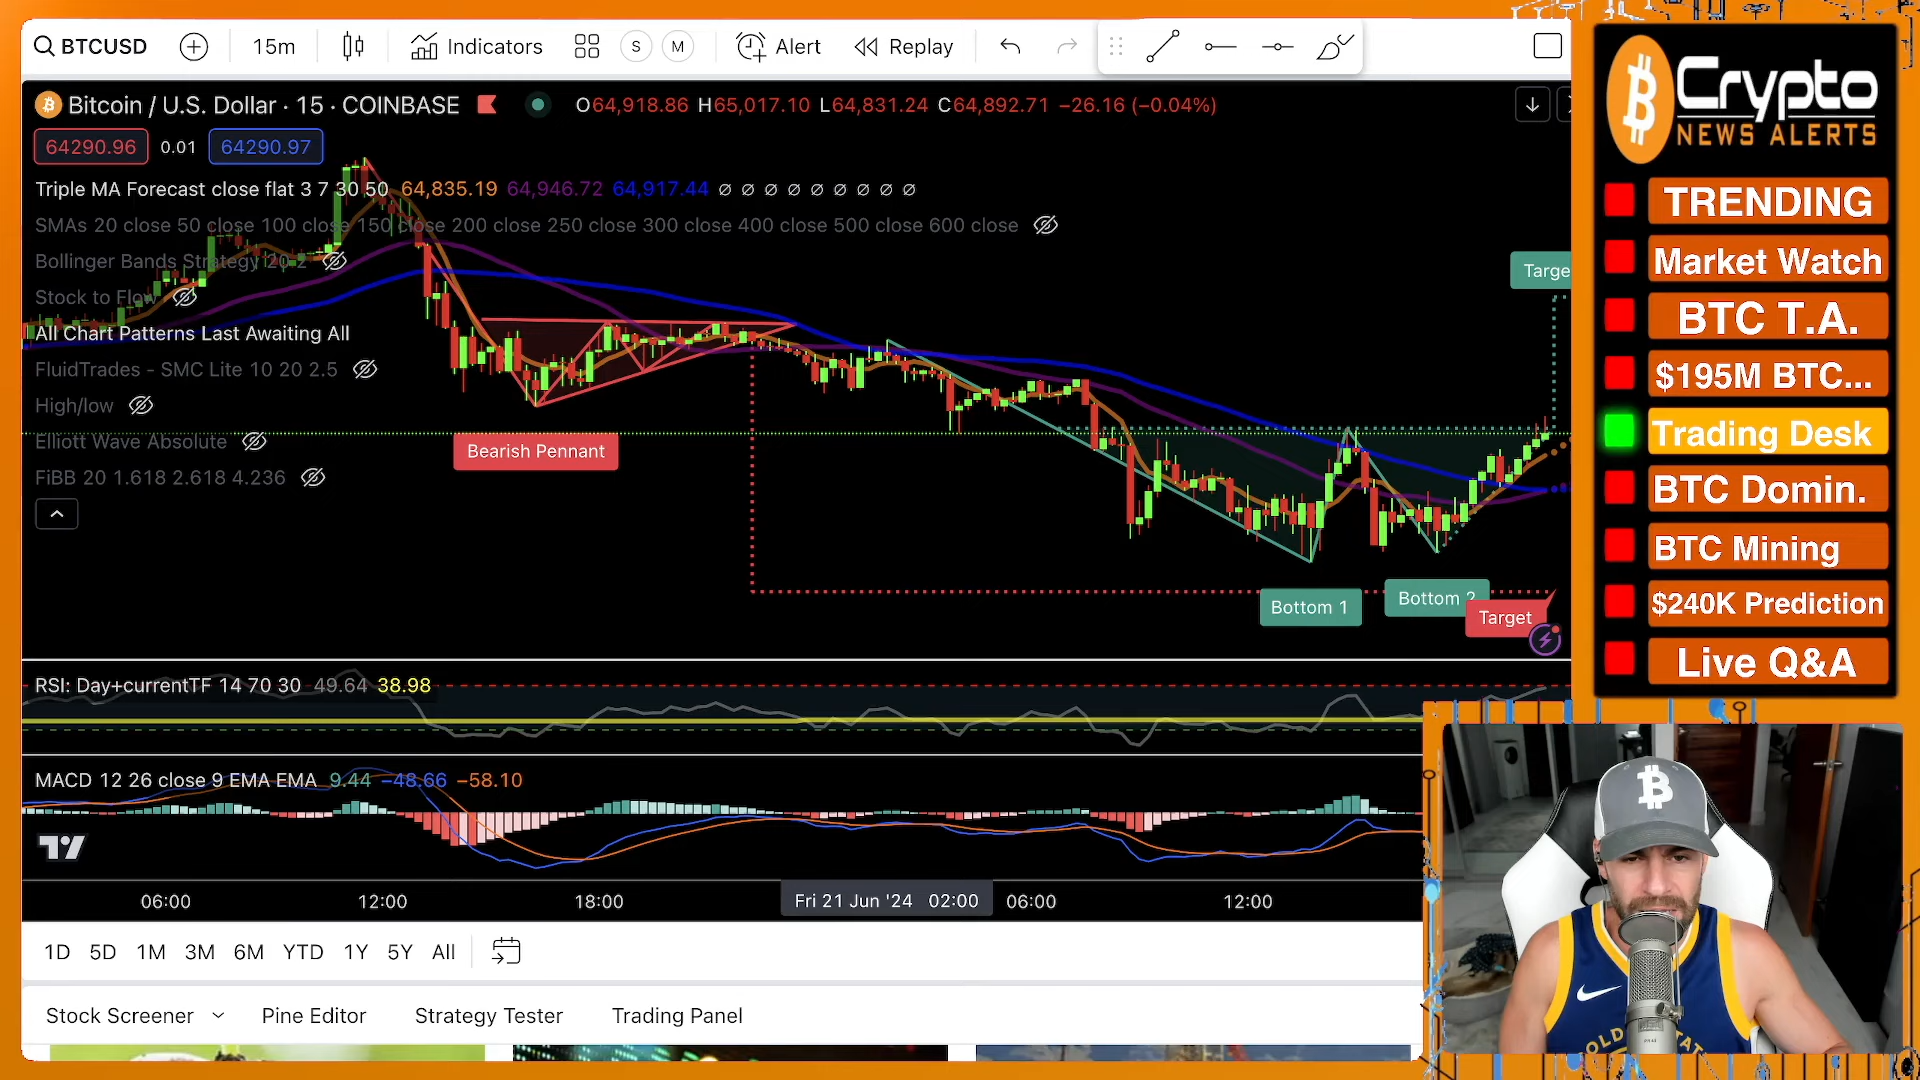 BTCUSD 15m Indicators S M Alert Replay
Bitcoin / U.S. Dollar · 15 · COINBASE O64,918.86 H65,017.10 L64,831.24 C64,892.71 −26.16 (−0.04%)
64290.96 0.01 64290.97
Triple MA Forecast close flat 3 7 30 50 64,835.19 64,946.72 64,917.44 ∅ ∅ ∅ ∅ ∅ ∅ ∅ ∅ ∅
SMAs 20 close 50 close 100 close 150 close 200 close 250 close 300 close 400 close 500 close 600 close
Bollinger Bands Strategy 20 2
Stock to Flow
All Chart Patterns Last Awaiting All
FluidTrades - SMC Lite 10 20 2.5
High/low
Elliott Wave Absolute
FiBB 20 1.618 2.618 4.236
Targe
Bearish Pennant
Bottom 1
Bottom 2
Target
RSI: Day+currentTF 14 70 30 49.64 38.98
MACD 12 26 close 9 EMA EMA 9.44 −48.66 −58.10
06:00 12:00 18:00 Fri 21 Jun '24 02:00 06:00 12:00
1D 5D 1M 3M 6M YTD 1Y 5Y All
Stock Screener Pine Editor Strategy Tester Trading Panel
Crypto
NEWS ALERTS
TRENDING
Market Watch
BTC T.A.
$195M BTC...
Trading Desk
BTC Domin.
BTC Mining
$240K Prediction
Live Q&A